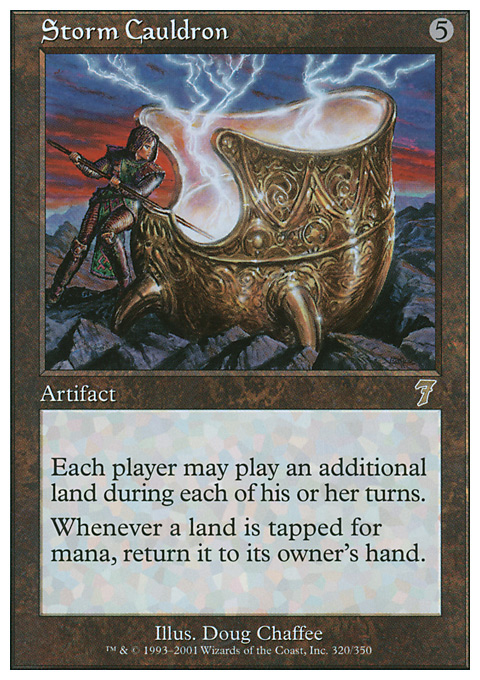 Storm Cauldron 5
Artifact 7
Each player may play an additional
land during each of his or her turns.
Whenever a land is tapped for
mana, return it to its owner's hand.
Illus. Doug Chaffee
™ & © 1993–2001 Wizards of the Coast, Inc. 320/350